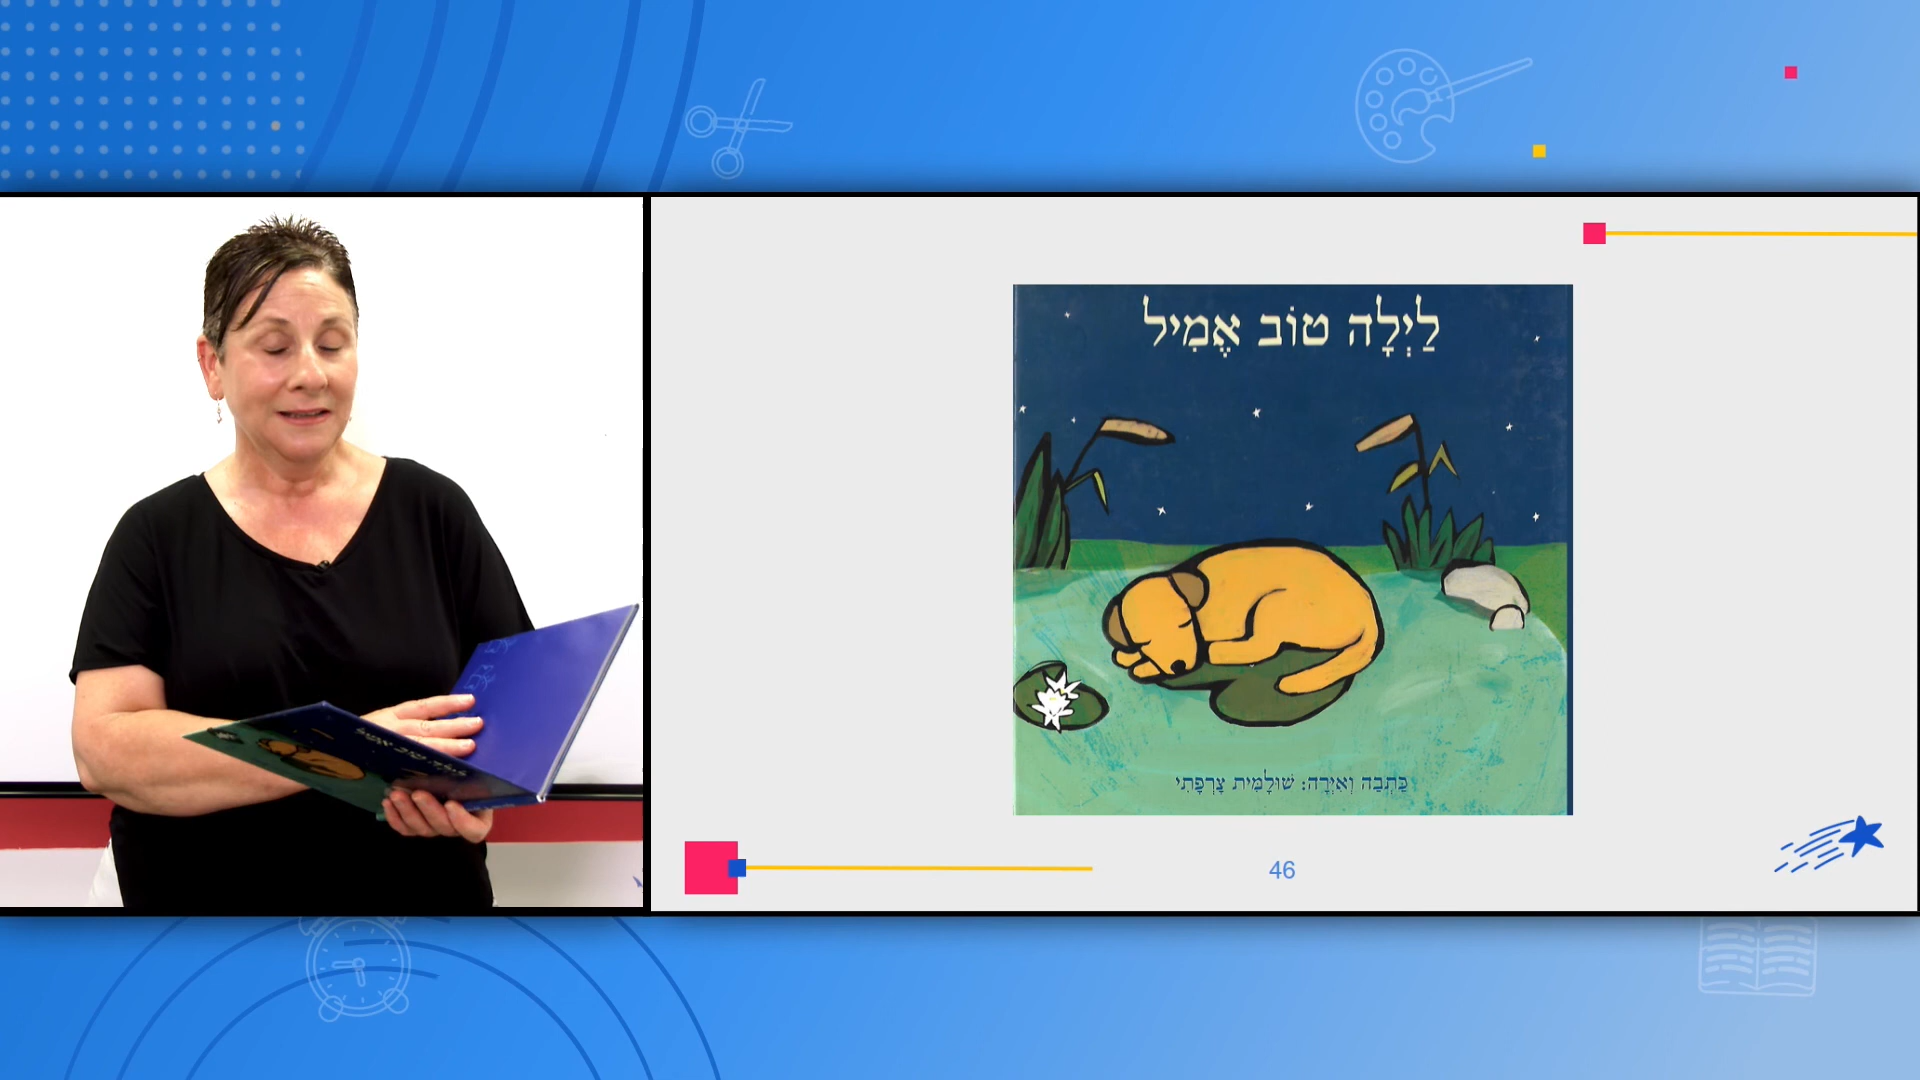 לַיְלָה טוֹב אֶמִיל
כָּתְבָה וְאִיְּרָה: שׁוּלָמִית צָרְפָתִי
46